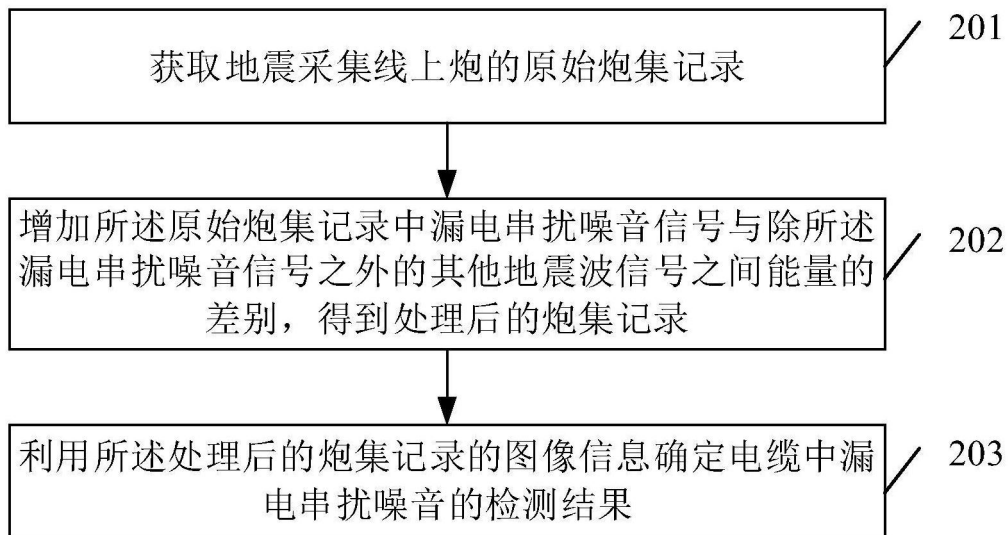 获取地震采集线上炮的原始炮集记录
201
增加所述原始炮集记录中漏电串扰噪音信号与除所述
漏电串扰噪音信号之外的其他地震波信号之间能量的
差别，得到处理后的炮集记录
202
利用所述处理后的炮集记录的图像信息确定电缆中漏
电串扰噪音的检测结果
203